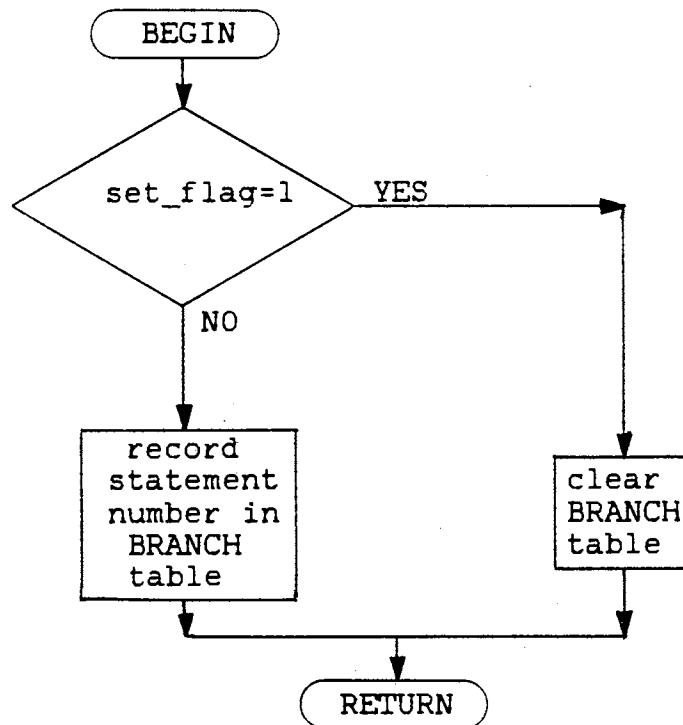 BEGIN
set_flag=1
YES
NO
record
statement
number in
BRANCH
table
clear
BRANCH
table
RETURN